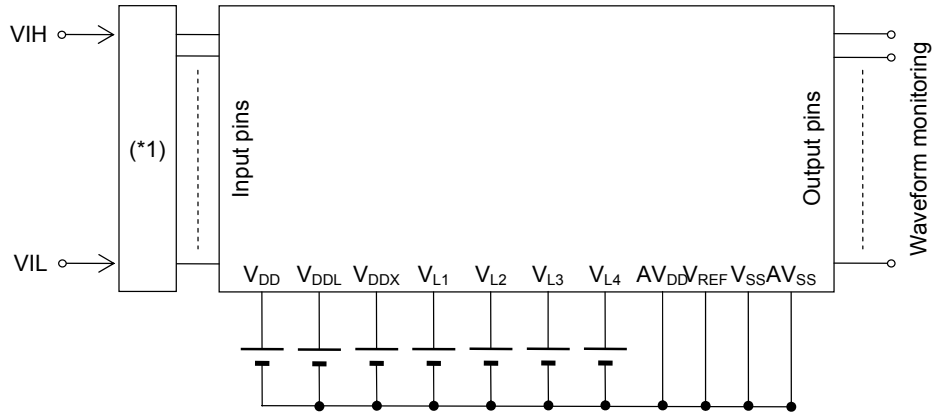 VIH
(*1)
VIL
Input pins
Output pins
Waveform monitoring
VDD VDDL VDDX VL1 VL2 VL3 VL4 AVDD VREF VSS AVSS